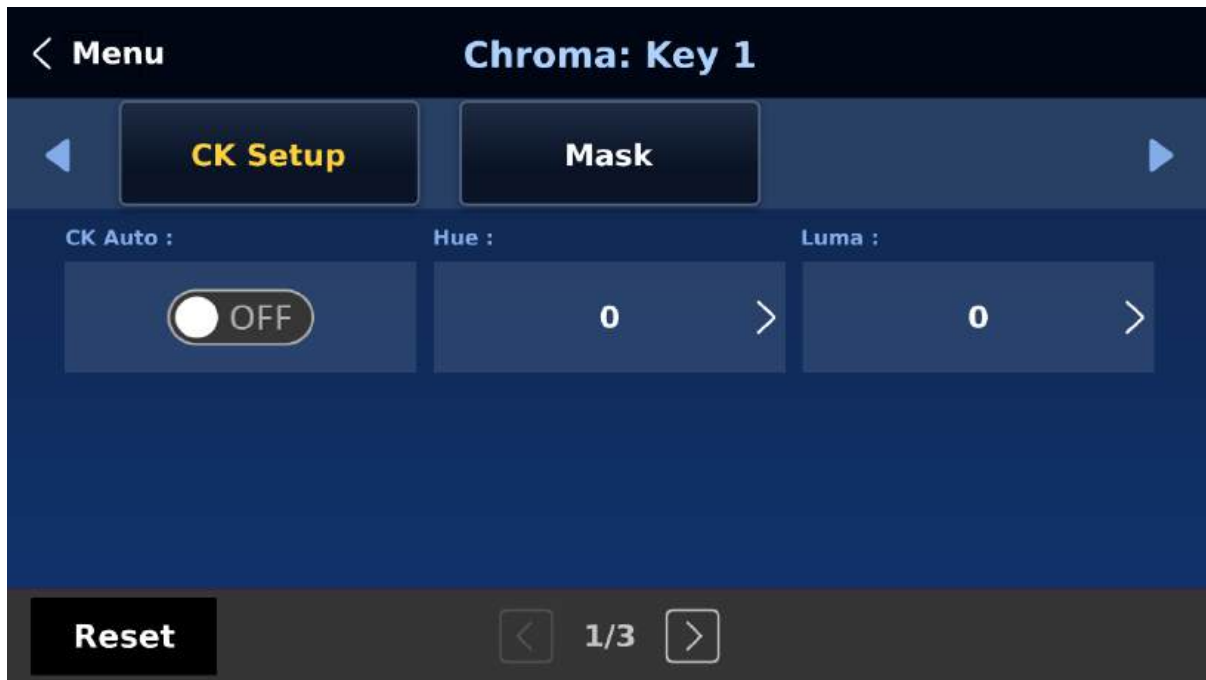 Menu
Chroma: Key 1
CK Setup
Mask
CK Auto :
Hue :
Luma :
OFF
0
0
Reset
1/3